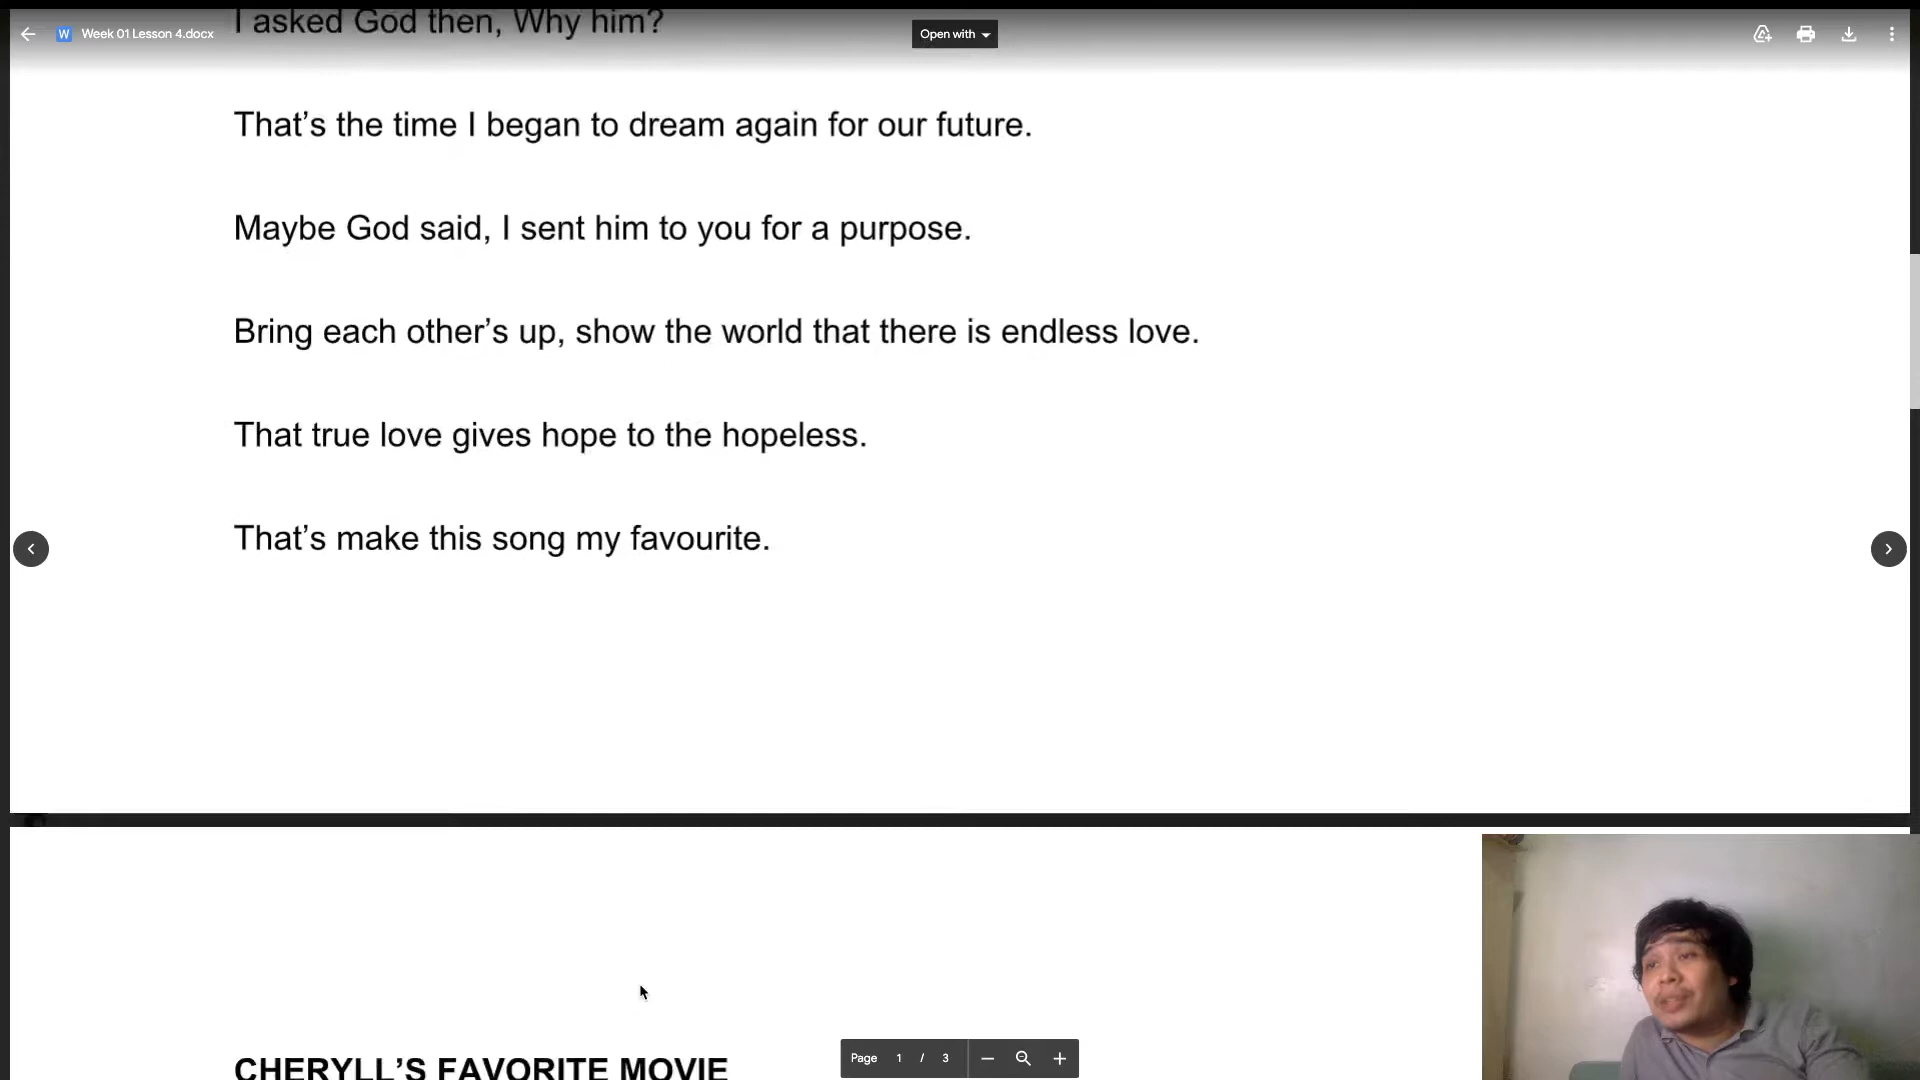 I asked God then, Why him?
Week 01 Lesson 4.docx
Open with
That’s the time I began to dream again for our future.
Maybe God said, I sent him to you for a purpose.
Bring each other’s up, show the world that there is endless love.
That true love gives hope to the hopeless.
That’s make this song my favourite.
CHERYLL’S FAVORITE MOVIE
Page 1 / 3